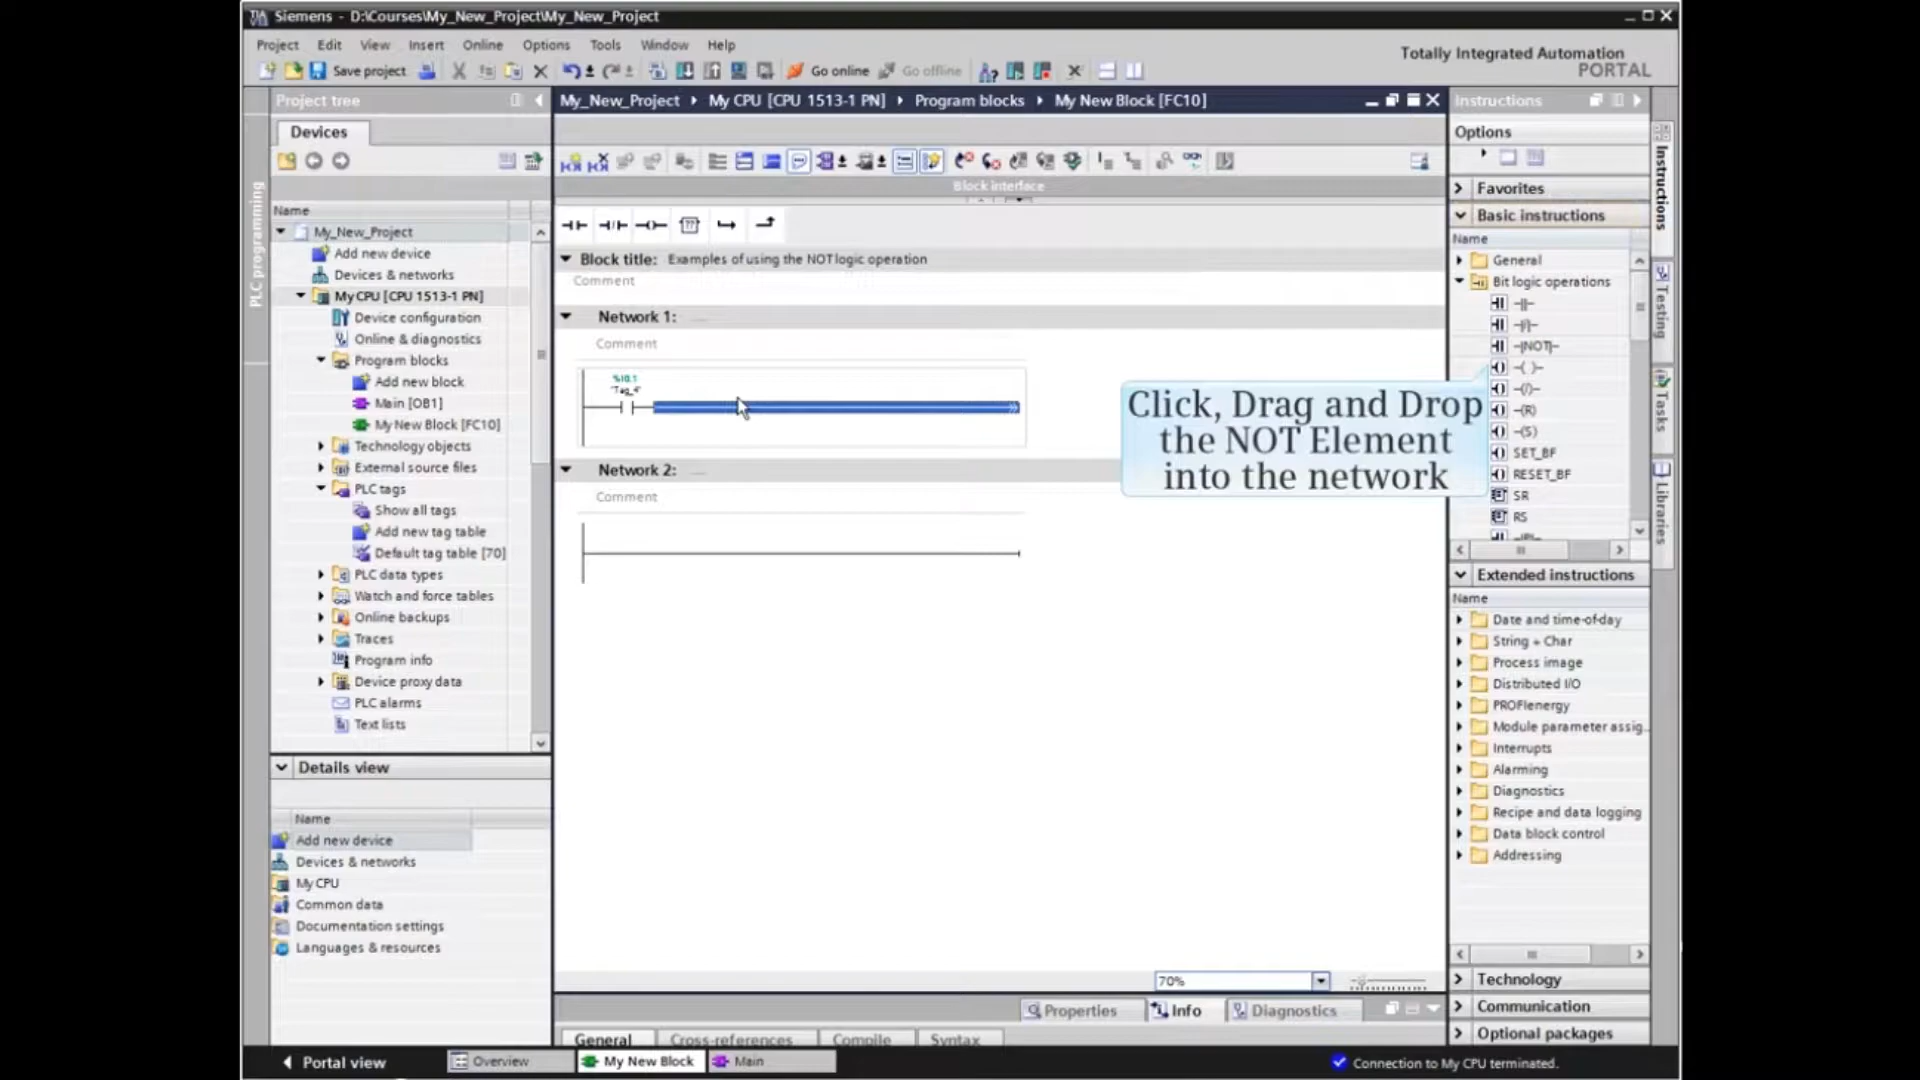 Siemens - D:\Courses\My_New_Project\My_New_Project
Project Edit View Insert Online Options Tools Window Help
Totally Integrated Automation
PORTAL
Save project
Go online
Go offline
Project tree
My_New_Project My CPU [CPU 1513-1 PN] Program blocks My New Block [FC10]
Instructions
Devices
Options
PLC programming
Name
My_New_Project
Add new device
Devices & networks
My CPU [CPU 1513-1 PN]
Device configuration
Online & diagnostics
Program blocks
Add new block
Main [OB1]
My New Block [FC10]
Technology objects
External source files
PLC tags
Show all tags
Add new tag table
Default tag table [70]
PLC data types
Watch and force tables
Online backups
Traces
Program info
Device proxy data
PLC alarms
Text lists
Details view
Name
Add new device
Devices & networks
My CPU
Common data
Documentation settings
Languages & resources
Block interface
Block title: Examples of using the NOT logic operation
Comment
Network 1:
Comment
"Tag_4"
Network 2:
Comment
Click, Drag and Drop
the NOT Element
into the network
70%
Properties
Info
Diagnostics
General
Cross-references
Compile
Syntax
Favorites
Basic instructions
Name
General
Bit logic operations
-| |-
-|/|-
-|NOT|-
-( )-
-(/)-
-(R)
-(S)
SET_BF
RESET_BF
SR
RS
-|P|-
Extended instructions
Name
Date and time-of-day
String + Char
Process image
Distributed I/O
PROFIenergy
Module parameter assig...
Interrupts
Alarming
Diagnostics
Recipe and data logging
Data block control
Addressing
Technology
Communication
Optional packages
Instructions
Testing
Tasks
Libraries
Portal view
Overview
My New Block
Main
Connection to My CPU terminated.